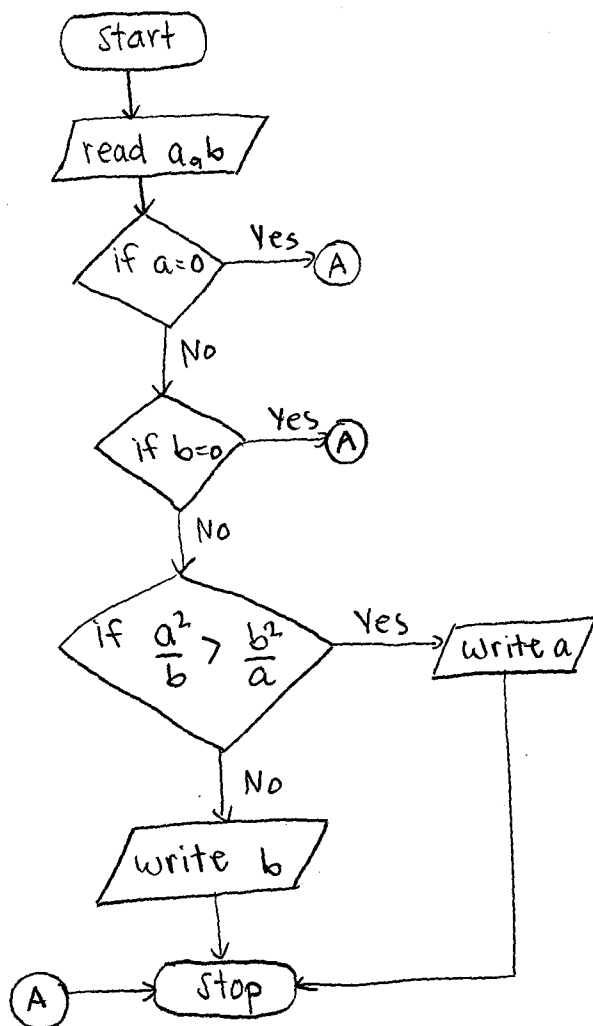 start
read a,b
if a=0
Yes
A
No
if b=0
Yes
A
No
if a²/b > b²/a
Yes
write a
No
write b
A
stop